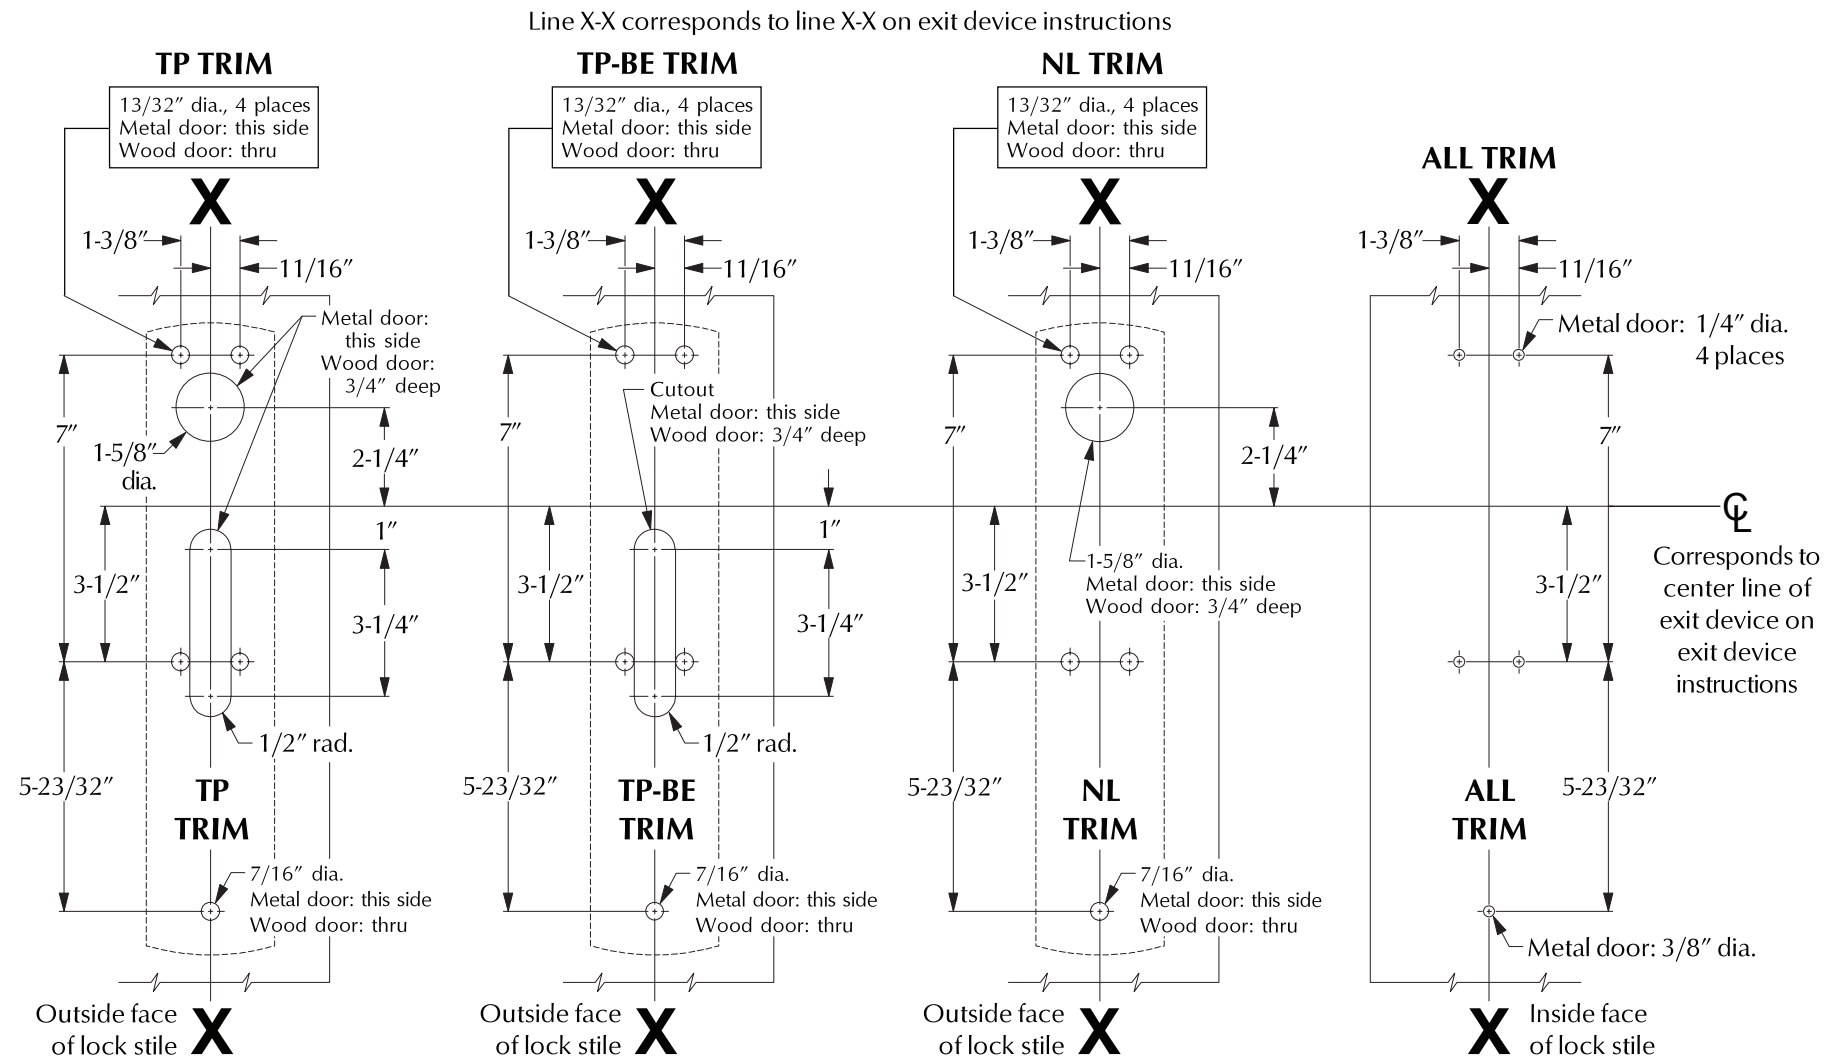 Line X-X corresponds to line X-X on exit device instructions
TP TRIM
13/32″ dia., 4 places
Metal door: this side
Wood door: thru
X
1-3/8″
11/16″
Metal door:
this side
Wood door:
3/4″ deep
7″
1-5/8″
dia.
2-1/4″
1″
3-1/2″
3-1/4″
1/2″ rad.
5-23/32″
TP
TRIM
7/16″ dia.
Metal door: this side
Wood door: thru
Outside face
of lock stile
X
TP-BE TRIM
13/32″ dia., 4 places
Metal door: this side
Wood door: thru
X
1-3/8″
11/16″
Cutout
Metal door: this side
Wood door: 3/4″ deep
7″
1″
3-1/2″
3-1/4″
1/2″ rad.
5-23/32″
TP-BE
TRIM
7/16″ dia.
Metal door: this side
Wood door: thru
Outside face
of lock stile
X
NL TRIM
13/32″ dia., 4 places
Metal door: this side
Wood door: thru
X
1-3/8″
11/16″
7″
2-1/4″
1-5/8″ dia.
Metal door: this side
Wood door: 3/4″ deep
3-1/2″
5-23/32″
NL
TRIM
7/16″ dia.
Metal door: this side
Wood door: thru
Outside face
of lock stile
X
ALL TRIM
X
1-3/8″
11/16″
Metal door: 1/4″ dia.
4 places
7″
℄
Corresponds to
center line of
exit device on
exit device
instructions
3-1/2″
5-23/32″
ALL
TRIM
Metal door: 3/8″ dia.
X
Inside face
of lock stile